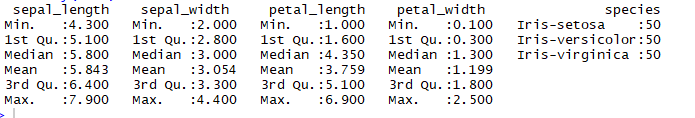 sepal_length sepal_width petal_length petal_width species
Min. :4.300 Min. :2.000 Min. :1.000 Min. :0.100 Iris-setosa :50
1st Qu.:5.100 1st Qu.:2.800 1st Qu.:1.600 1st Qu.:0.300 Iris-versicolor:50
Median :5.800 Median :3.000 Median :4.350 Median :1.300 Iris-virginica :50
Mean :5.843 Mean :3.054 Mean :3.759 Mean :1.199
3rd Qu.:6.400 3rd Qu.:3.300 3rd Qu.:5.100 3rd Qu.:1.800
Max. :7.900 Max. :4.400 Max. :6.900 Max. :2.500
>